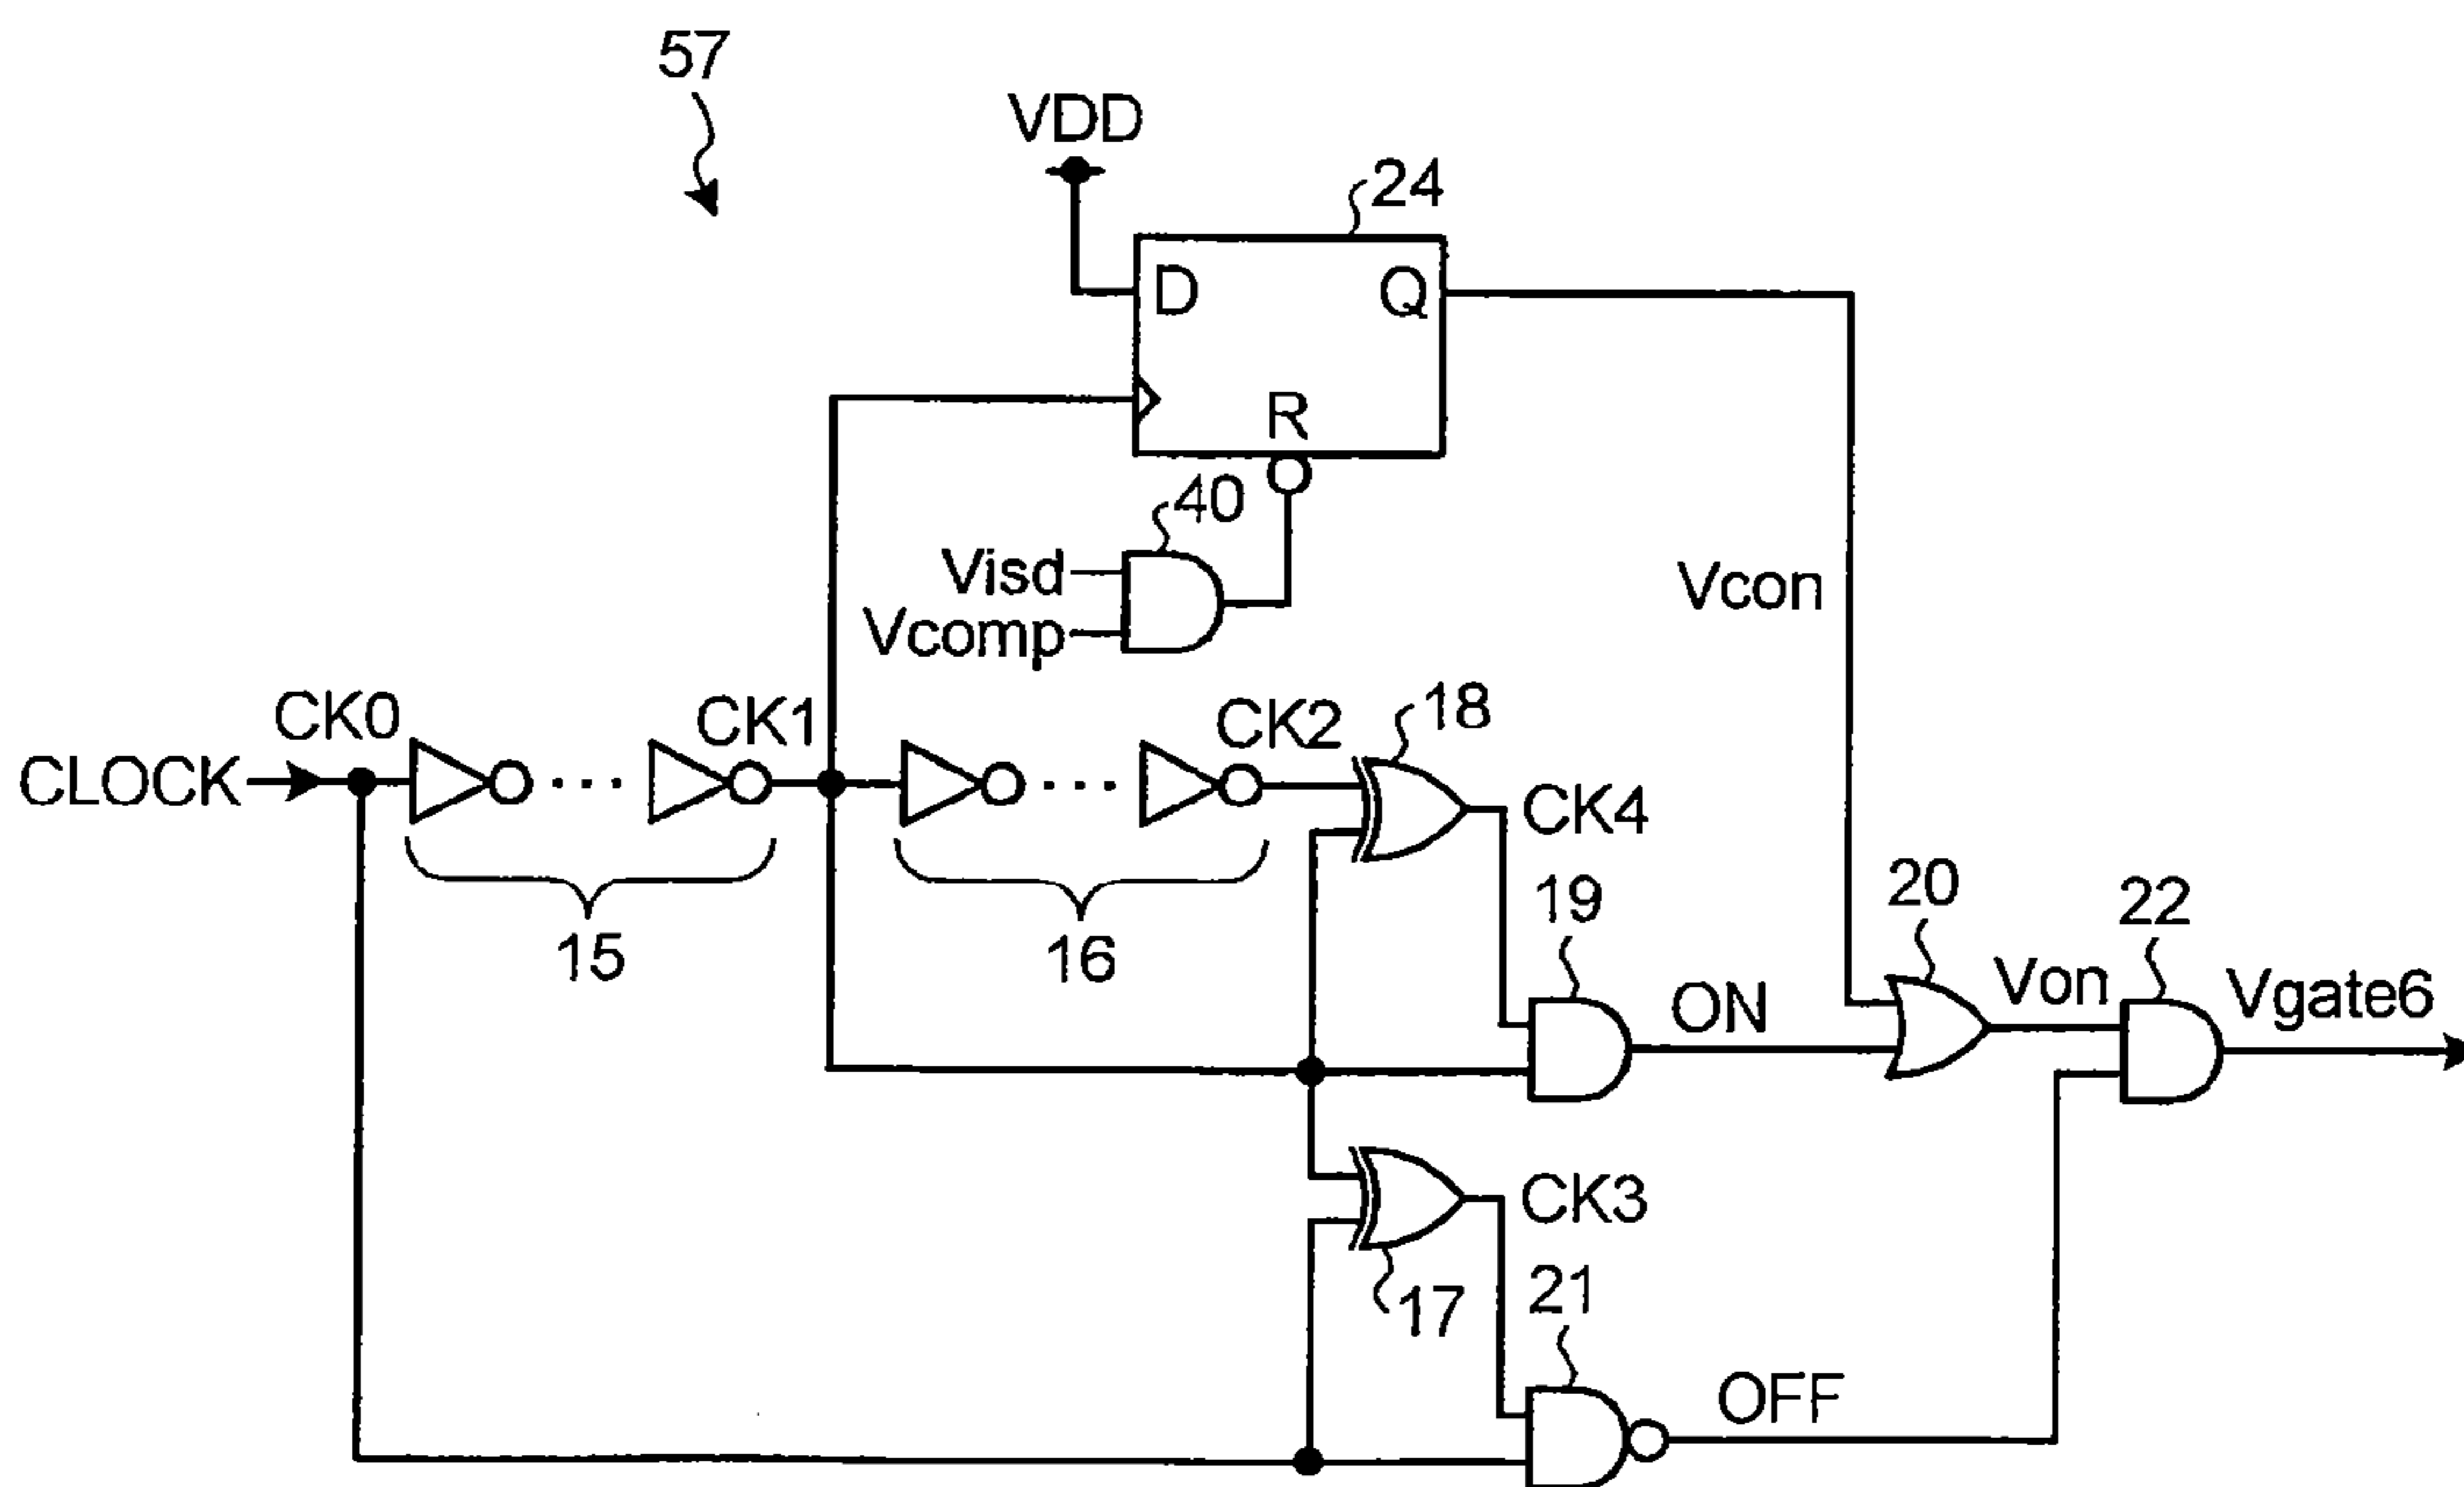 57
VDD
24
D
Q
R
40
Visd
Vcomp
Vcon
18
CK0
CK1
CK2
CLOCK
CK4
19
20
22
15
16
ON
Von
Vgate6
CK3
17
21
OFF